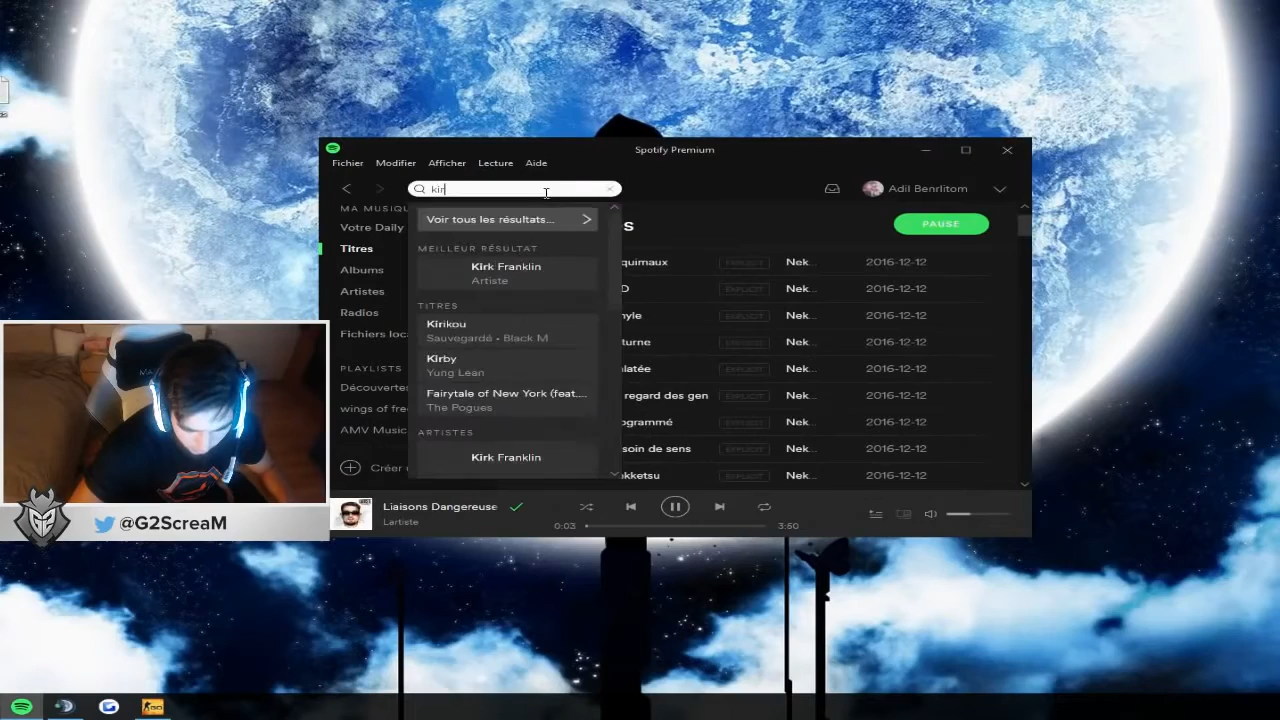 Spotify Premium
Fichier Modifier Afficher Lecture Aide
kir
Adil Benrlitom
MA MUSIQU
Votre Daily
Titres
Albums
Artistes
Radios
Fichiers loc
PLAYLISTS
Découvertes
wings of fre
AMV Music
Créer
Voir tous les résultats...
MEILLEUR RÉSULTAT
Kirk Franklin
Artiste
TITRES
Kirikou
Sauvegardé • Black M
Kirby
Yung Lean
Fairytale of New York (feat....
The Pogues
ARTISTES
Kirk Franklin
s
PAUSE
quimaux EXPLICIT Nek... 2016-12-12
D EXPLICIT Nek... 2016-12-12
nyle EXPLICIT Nek... 2016-12-12
turne EXPLICIT Nek... 2016-12-12
latée EXPLICIT Nek... 2016-12-12
regard des gen EXPLICIT Nek... 2016-12-12
ogrammé EXPLICIT Nek... 2016-12-12
soin de sens EXPLICIT Nek... 2016-12-12
kketsu EXPLICIT Nek... 2016-12-12
Liaisons Dangereuse
Lartiste
0:03
3:50
@G2ScreaM